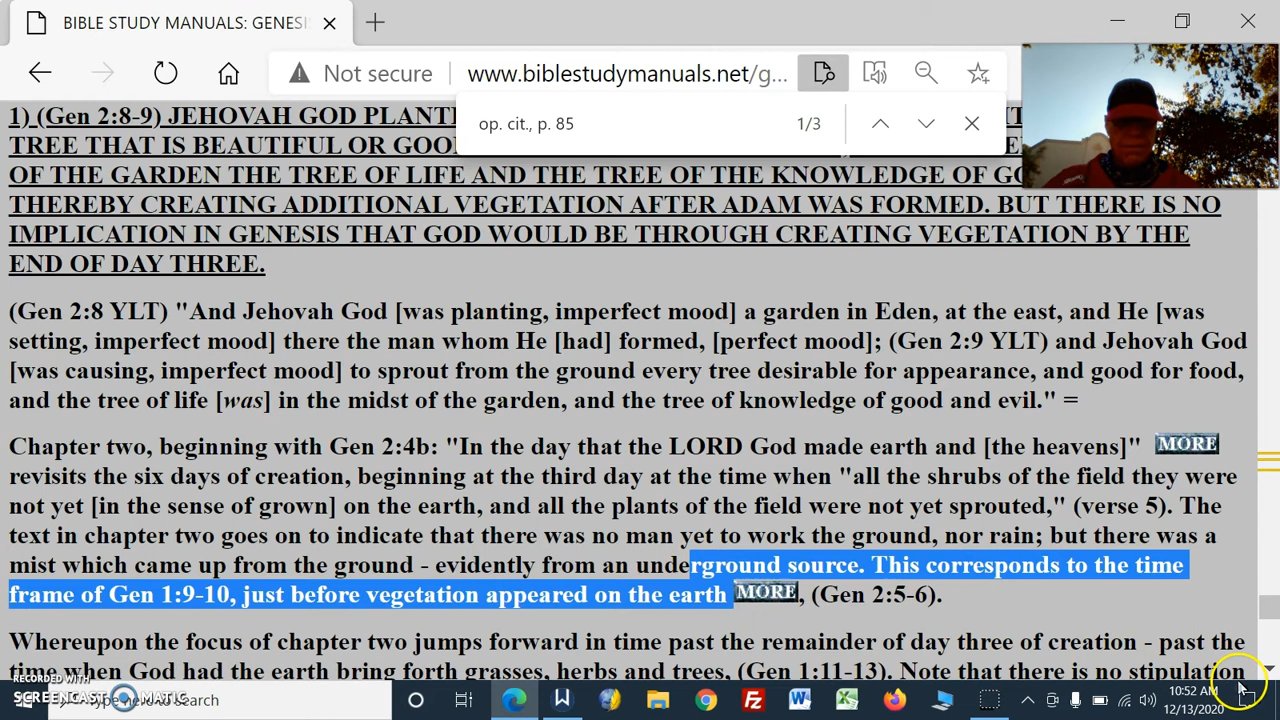 BIBLE STUDY MANUALS: GENESI
Not secure
www.biblestudymanuals.net/g...
op. cit., p. 85
1/3
1) (Gen 2:8-9) JEHOVAH GOD PLANT
TREE THAT IS BEAUTIFUL OR GOO
OF THE GARDEN THE TREE OF LIFE AND THE TREE OF THE KNOWLEDGE OF GO
THEREBY CREATING ADDITIONAL VEGETATION AFTER ADAM WAS FORMED. BUT THERE IS NO
IMPLICATION IN GENESIS THAT GOD WOULD BE THROUGH CREATING VEGETATION BY THE
END OF DAY THREE.
(Gen 2:8 YLT) "And Jehovah God [was planting, imperfect mood] a garden in Eden, at the east, and He [was
setting, imperfect mood] there the man whom He [had] formed, [perfect mood]; (Gen 2:9 YLT) and Jehovah God
[was causing, imperfect mood] to sprout from the ground every tree desirable for appearance, and good for food,
and the tree of life [was] in the midst of the garden, and the tree of knowledge of good and evil." =
Chapter two, beginning with Gen 2:4b: "In the day that the LORD God made earth and [the heavens]" MORE
revisits the six days of creation, beginning at the third day at the time when "all the shrubs of the field they were
not yet [in the sense of grown] on the earth, and all the plants of the field were not yet sprouted," (verse 5). The
text in chapter two goes on to indicate that there was no man yet to work the ground, nor rain; but there was a
mist which came up from the ground - evidently from an underground source. This corresponds to the time
frame of Gen 1:9-10, just before vegetation appeared on the earth MORE, (Gen 2:5-6).
Whereupon the focus of chapter two jumps forward in time past the remainder of day three of creation - past the
time when God had the earth bring forth grasses, herbs and trees, (Gen 1:11-13). Note that there is no stipulation
RECORDED WITH
SCREENCAST MATIC
Type here to search
10:52 AM
12/13/2020